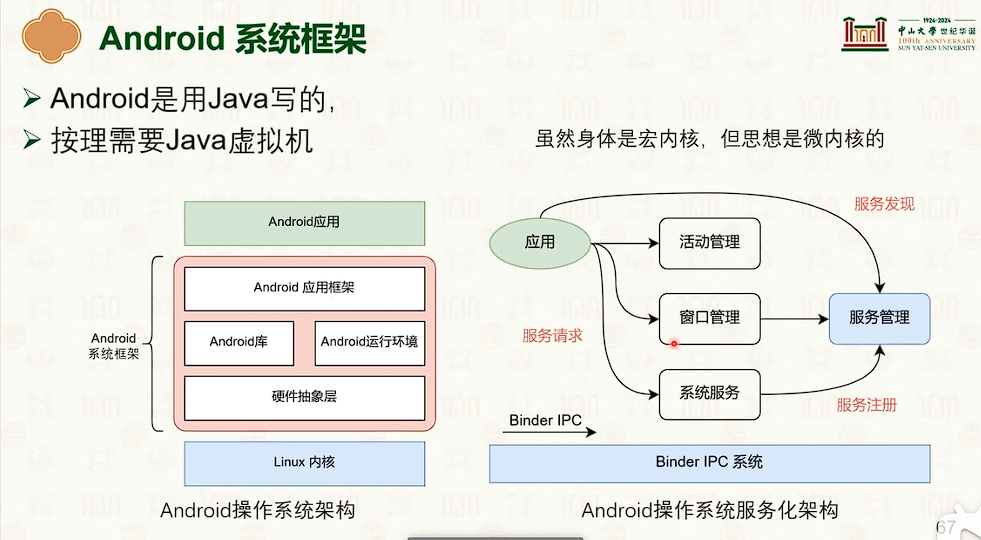 Android 系统框架
1924-2024
中山大学 世纪华诞
100th ANNIVERSARY
SUN YAT-SEN UNIVERSITY
Android是用Java写的，
按理需要Java虚拟机
虽然身体是宏内核，但思想是微内核的
Android应用
Android 应用框架
Android库
Android运行环境
硬件抽象层
Android
系统框架
Linux 内核
Android操作系统架构
服务发现
应用
活动管理
窗口管理
服务管理
服务请求
系统服务
服务注册
Binder IPC
Binder IPC 系统
Android操作系统服务化架构
67